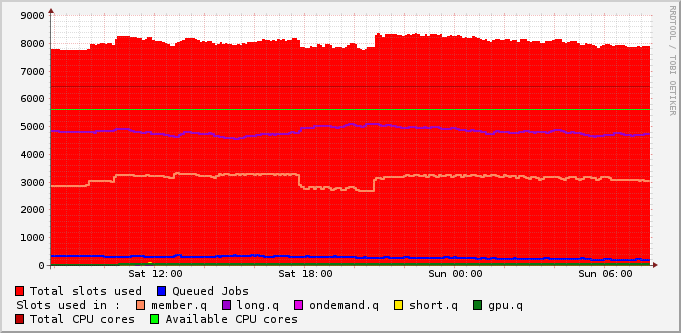 9000
8000
7000
6000
5000
4000
3000
2000
1000
0
Sat 12:00 Sat 18:00 Sun 00:00 Sun 06:00
RRDTOOL / TOBI OETIKER
Total slots used Queued Jobs
Slots used in : member.q long.q ondemand.q short.q gpu.q
Total CPU cores Available CPU cores